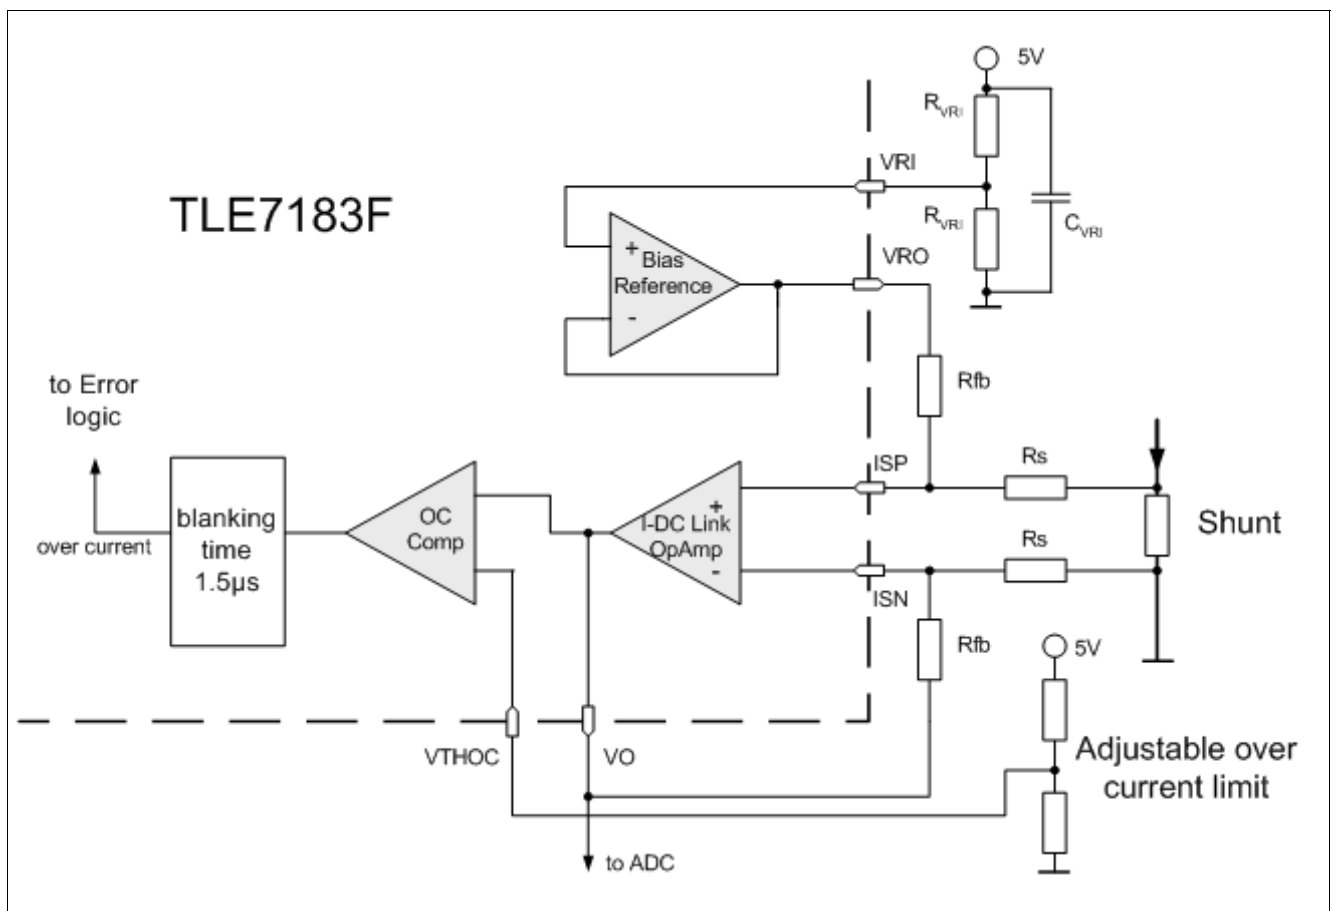 5V
R_VRI
VRI
TLE7183F
R_VRI
C_VRI
+
Bias
Reference
-
VRO
to Error
logic
Rfb
ISP
Rs
blanking
time
1.5µs
over current
OC
Comp
+
I-DC Link
OpAmp
-
Shunt
Rs
ISN
Rfb
5V
VTHOC
VO
Adjustable over
current limit
to ADC